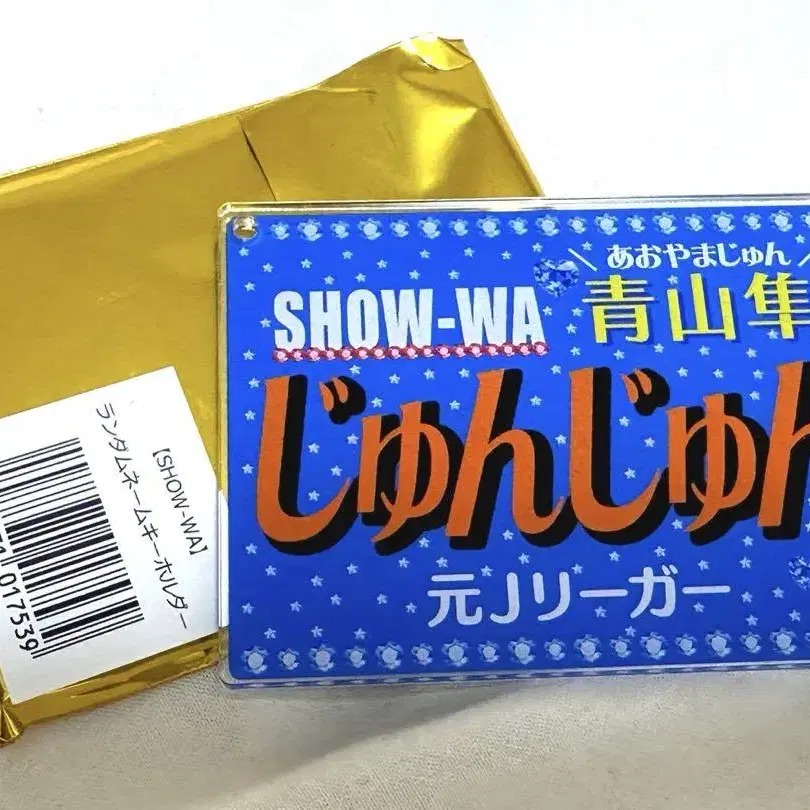 ＼あおやまじゅん／
SHOW-WA
青山隼
じゅんじゅん
元Jリーガー
【SHOW-WA】
ランダムネームキーホルダー
017539